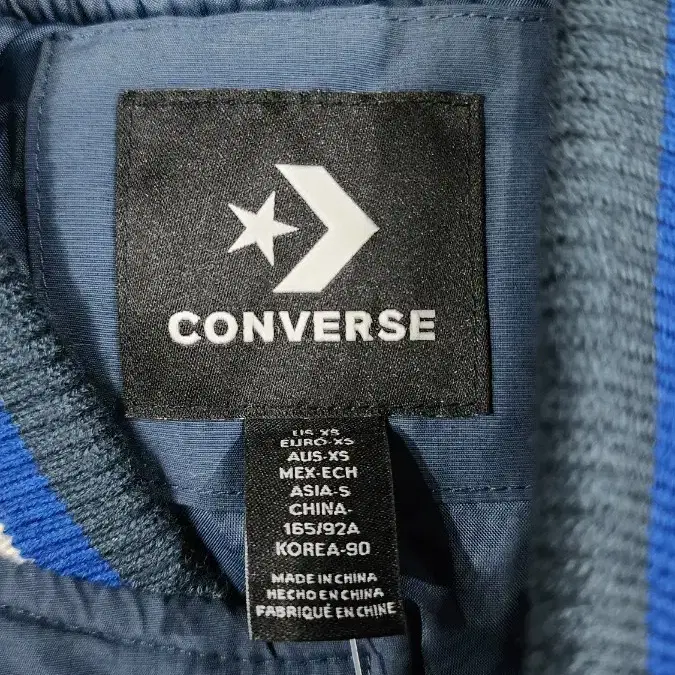 CONVERSE
US-XS
EURO-XS
AUS-XS
MEX-ECH
ASIA-S
CHINA-
165/92A
KOREA-90
MADE IN CHINA
HECHO EN CHINA
FABRIQUÉ EN CHINE